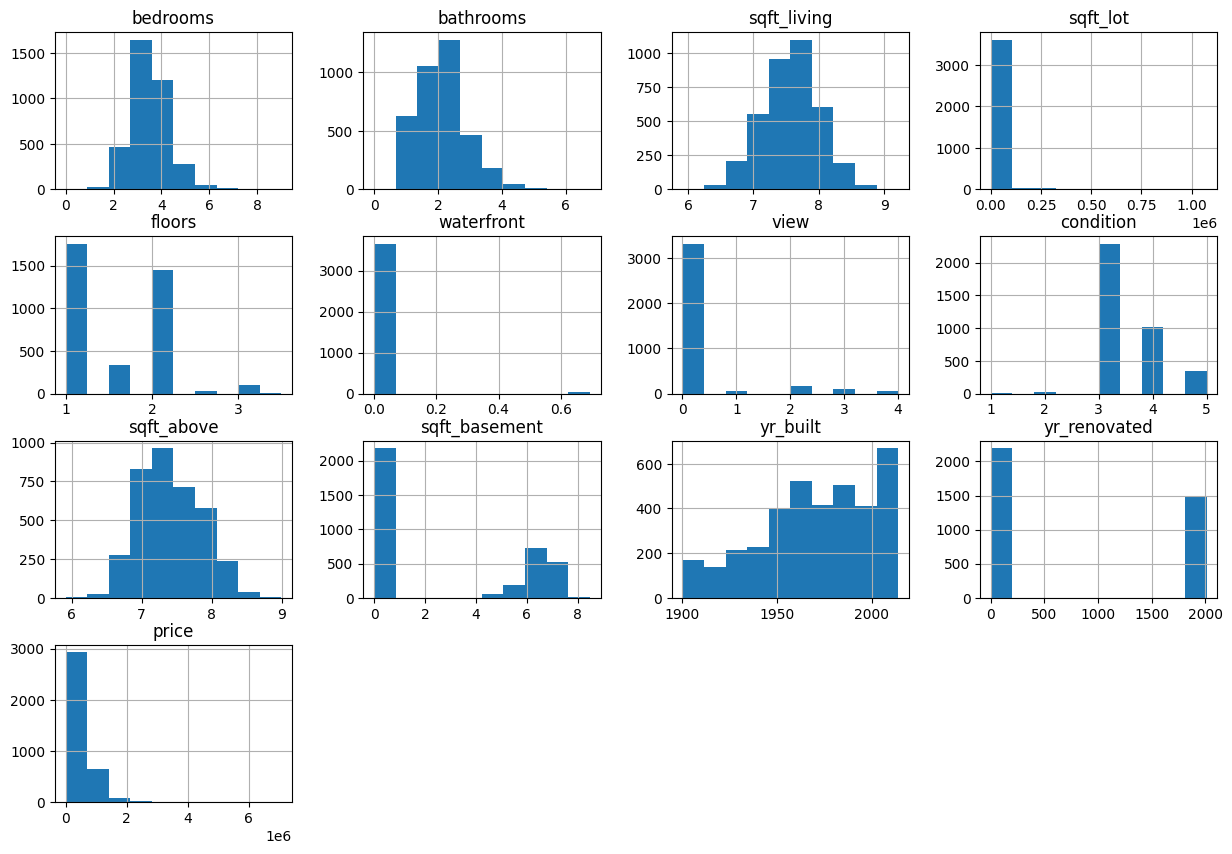 bedrooms bathrooms sqft_living sqft_lot
1500
1000
500
0
0 2 4 6 8
1000
500
0
0 2 4 6
1000
750
500
250
0
6 7 8 9
3000
2000
1000
0
0.00 0.25 0.50 0.75 1.00
1e6
floors waterfront view condition
1500
1000
500
0
1 2 3
3000
2000
1000
0
0.0 0.2 0.4 0.6
3000
2000
1000
0
0 1 2 3 4
2000
1500
1000
500
0
1 2 3 4 5
sqft_above sqft_basement yr_built yr_renovated
1000
750
500
250
0
6 7 8 9
2000
1500
1000
500
0
0 2 4 6 8
600
400
200
0
1900 1950 2000
2000
1500
1000
500
0
0 500 1000 1500 2000
price
3000
2000
1000
0
0 2 4 6
1e6